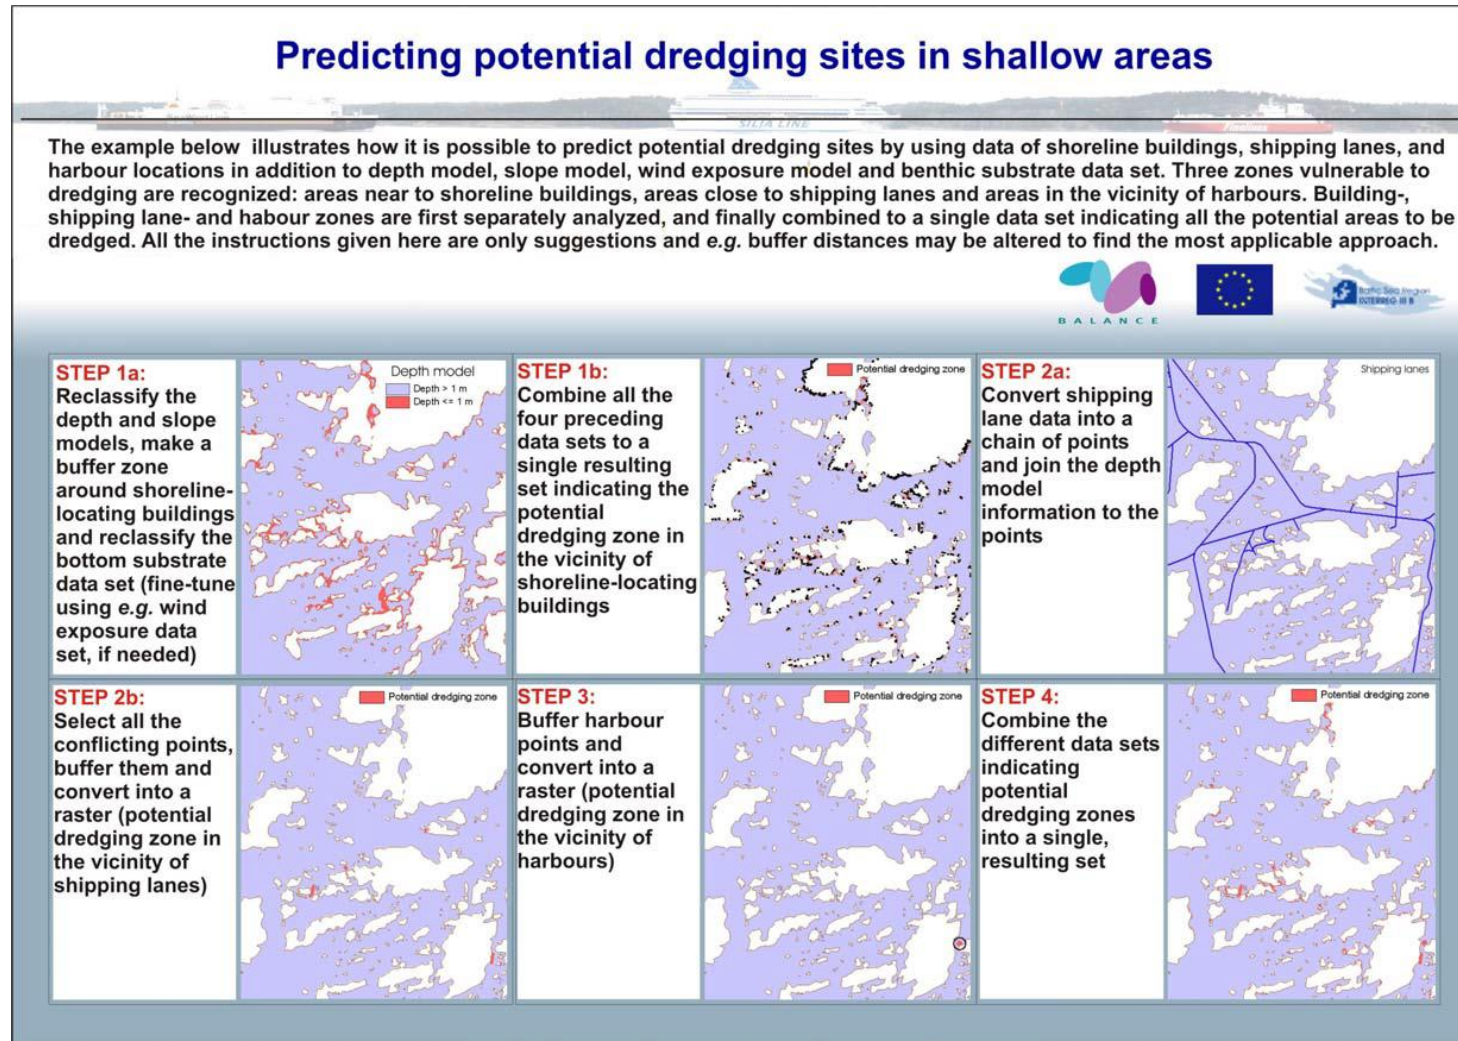 Predicting potential dredging sites in shallow areas
SILJA LINE
The example below illustrates how it is possible to predict potential dredging sites by using data of shoreline buildings, shipping lanes, and
harbour locations in addition to depth model, slope model, wind exposure model and benthic substrate data set. Three zones vulnerable to
dredging are recognized: areas near to shoreline buildings, areas close to shipping lanes and areas in the vicinity of harbours. Building-,
shipping lane- and habour zones are first separately analyzed, and finally combined to a single data set indicating all the potential areas to be
dredged. All the instructions given here are only suggestions and e.g. buffer distances may be altered to find the most applicable approach.
BALANCE
Baltic Sea Region
INTERREG III B
STEP 1a:
Reclassify the
depth and slope
models, make a
buffer zone
around shoreline-
locating buildings
and reclassify the
bottom substrate
data set (fine-tune
using e.g. wind
exposure data
set, if needed)
Depth model
Depth > 1 m
Depth <= 1 m
STEP 1b:
Combine all the
four preceding
data sets to a
single resulting
set indicating the
potential
dredging zone in
the vicinity of
shoreline-locating
buildings
Potential dredging zone
STEP 2a:
Convert shipping
lane data into a
chain of points
and join the depth
model
information to the
points
Shipping lanes
STEP 2b:
Select all the
conflicting points,
buffer them and
convert into a
raster (potential
dredging zone in
the vicinity of
shipping lanes)
Potential dredging zone
STEP 3:
Buffer harbour
points and
convert into a
raster (potential
dredging zone in
the vicinity of
harbours)
Potential dredging zone
STEP 4:
Combine the
different data sets
indicating
potential
dredging zones
into a single,
resulting set
Potential dredging zone